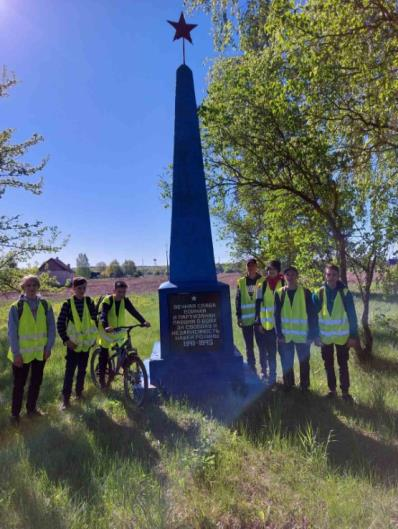 ВЕЧНАЯ СЛАВА
ВОИНАМ
И ПАРТИЗАНАМ
ПАВШИМ В БОЯХ
ЗА СВОБОДУ И
НЕЗАВИСИМОСТЬ
НАШЕЙ РОДИНЫ
1941-1945